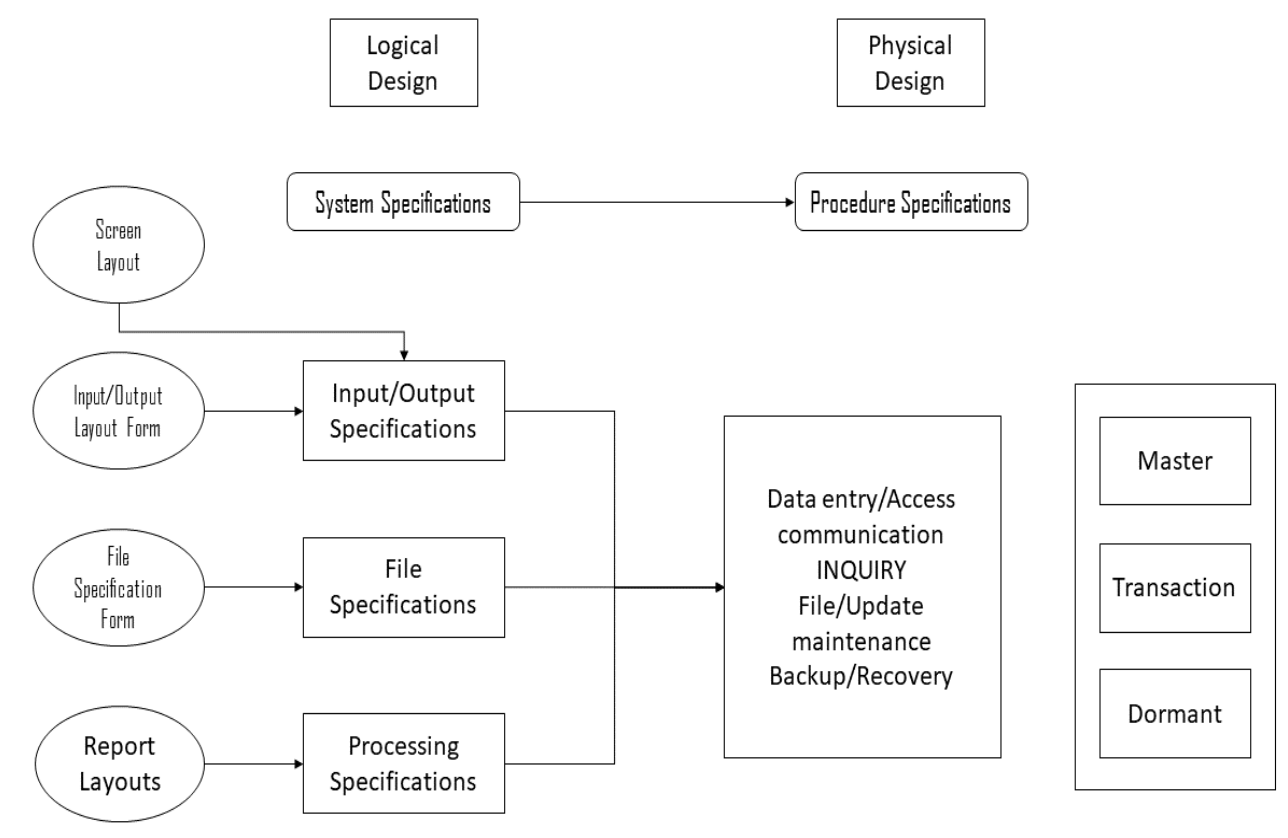 Logical
Design
Physical
Design
System Specifications
Procedure Specifications
Screen
Layout
Input/Output
Layout Form
Input/Output
Specifications
File
Specification
Form
File
Specifications
Report
Layouts
Processing
Specifications
Data entry/Access
communication
INQUIRY
File/Update
maintenance
Backup/Recovery
Master
Transaction
Dormant